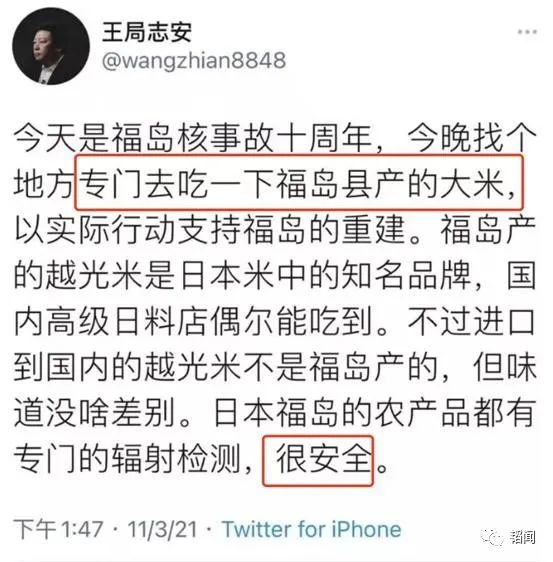 王局志安
@wangzhian8848
今天是福岛核事故十周年，今晚找个
地方专门去吃一下福岛县产的大米，
以实际行动支持福岛的重建。福岛产
的越光米是日本米中的知名品牌，国
内高级日料店偶尔能吃到。不过进口
到国内的越光米不是福岛产的，但味
道没啥差别。日本福岛的农产品都有
专门的辐射检测，很安全。
下午1:47 · 11/3/21 · Twitter for iPhone
韬闻